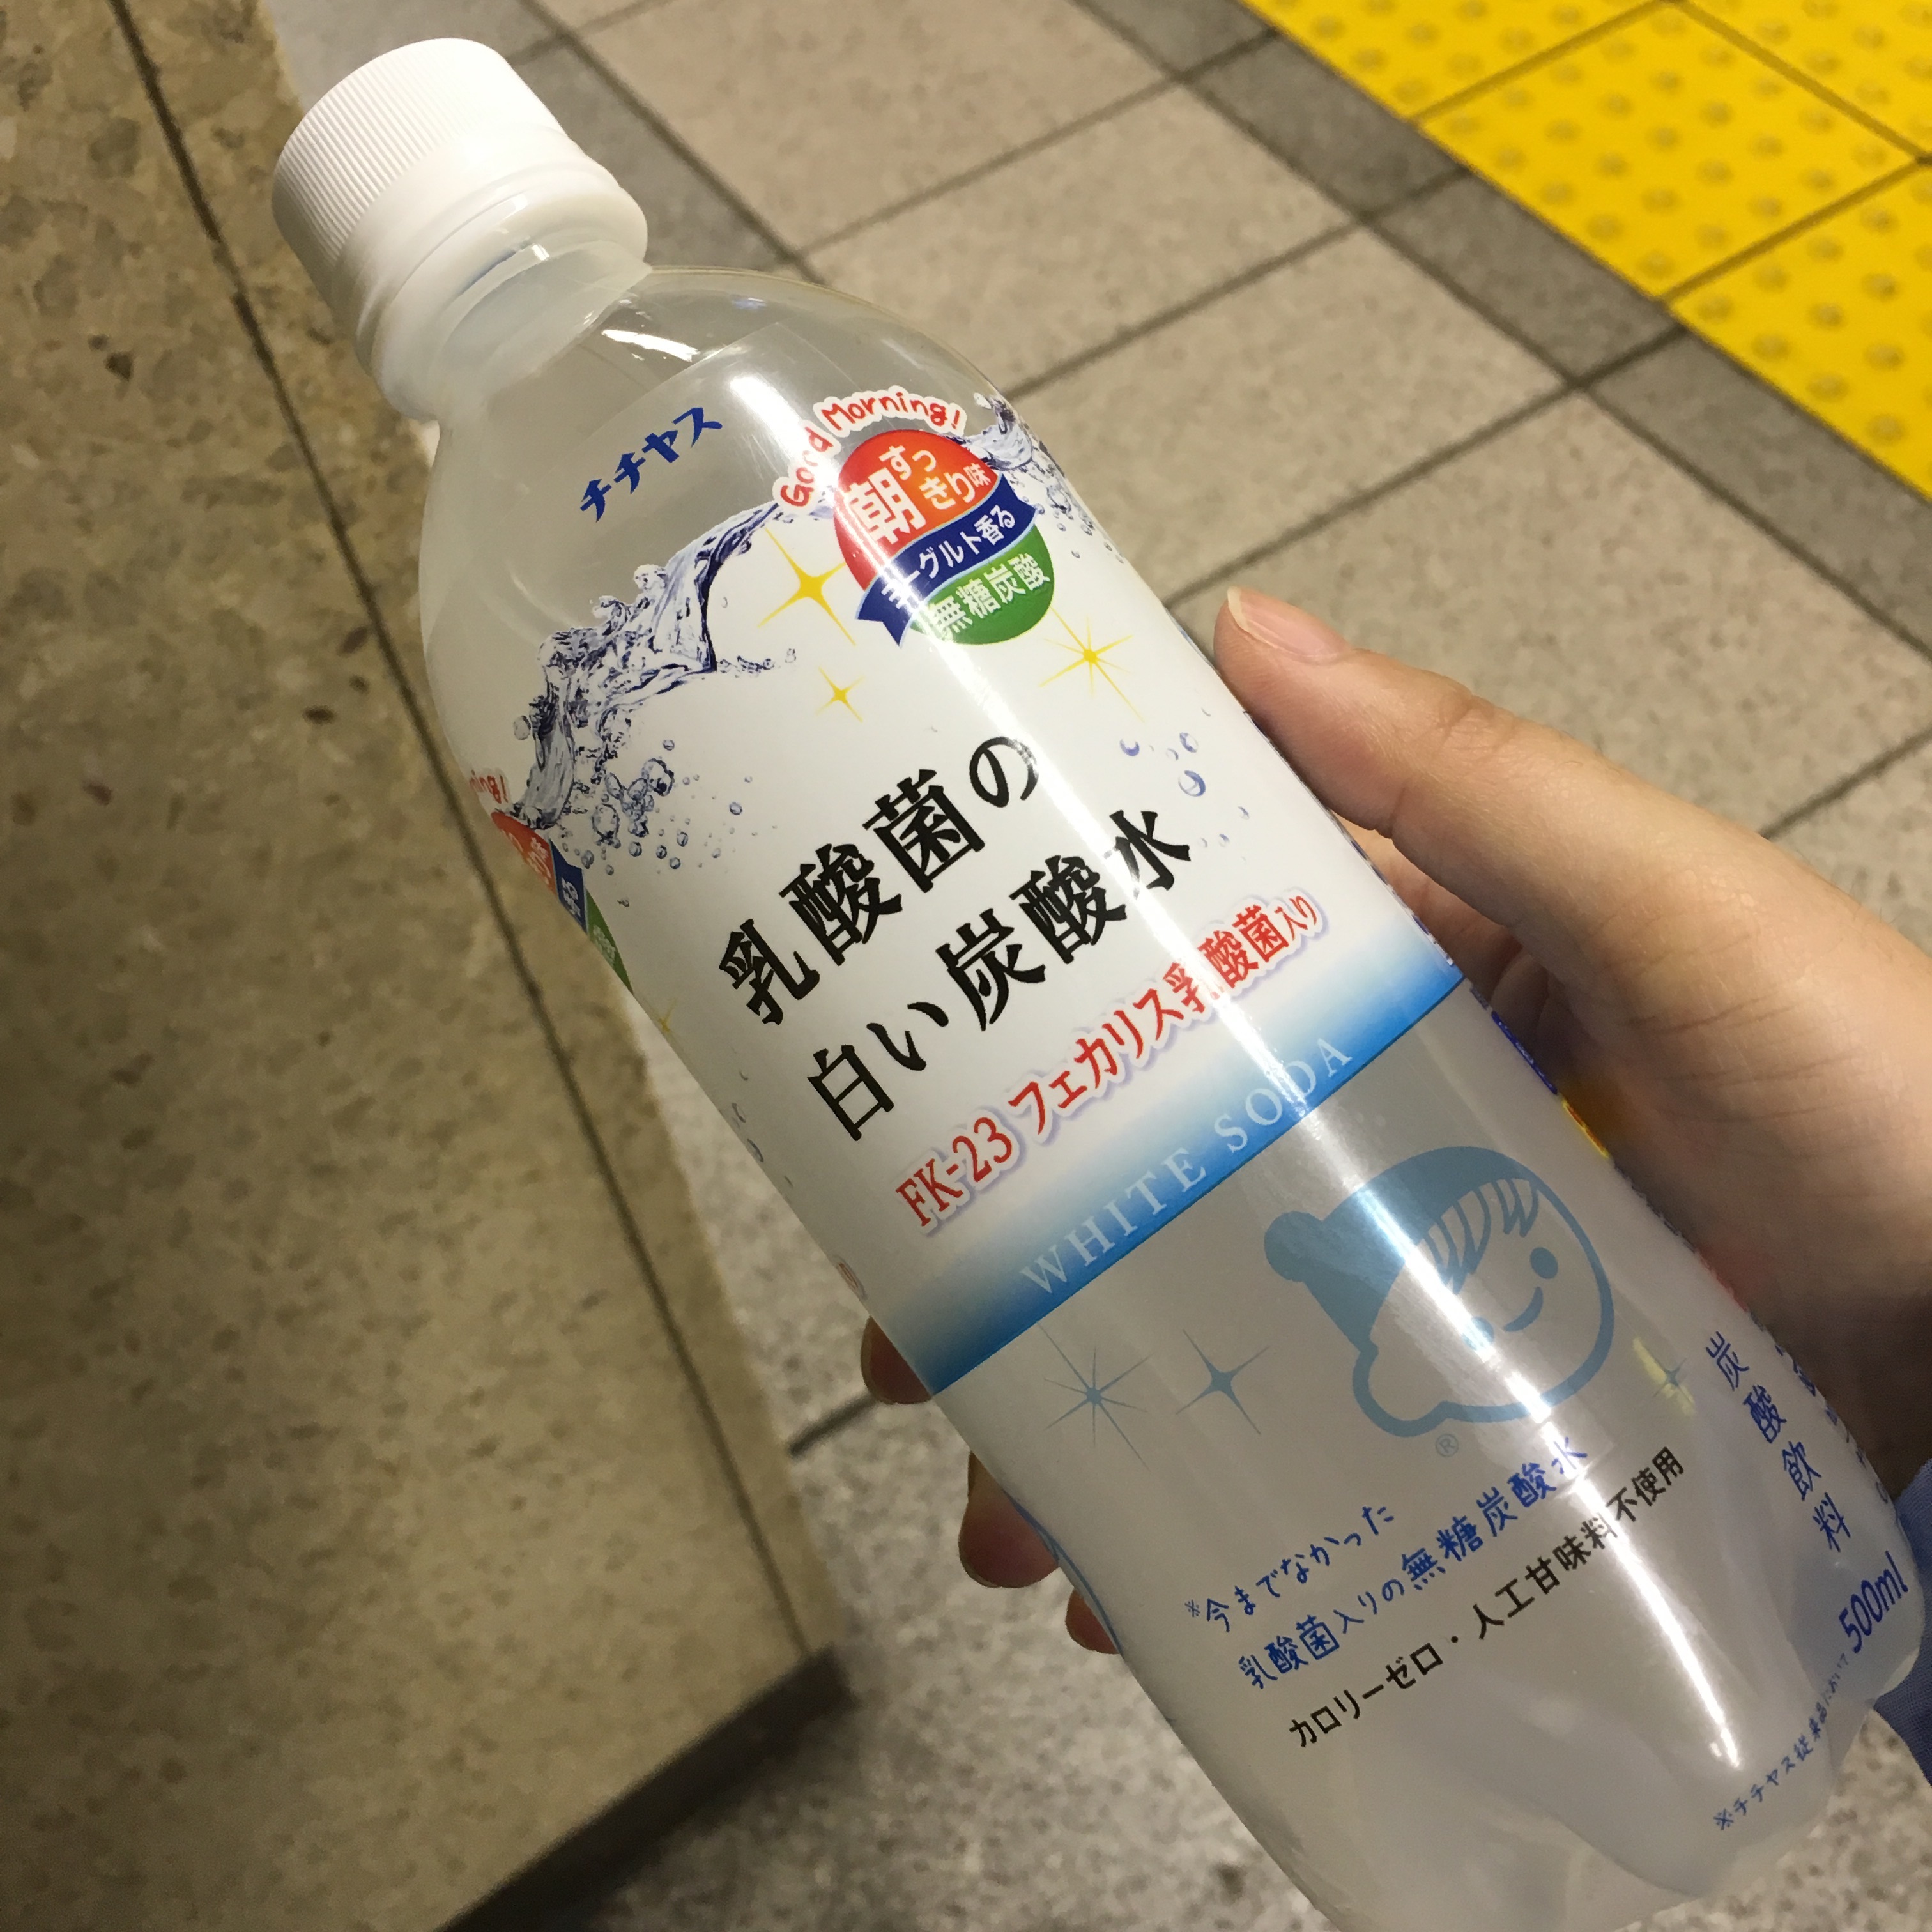 チチヤス
Good Morning!
朝すっきり味
ヨーグルト香る
無糖炭酸
乳酸菌の
白い炭酸水
FK-23 フェカリス乳酸菌入り
WHITE SODA
®
※今までなかった
乳酸菌入りの無糖炭酸水
カロリーゼロ・人工甘味料不使用
炭酸飲料
500ml
※チチヤス従来品において